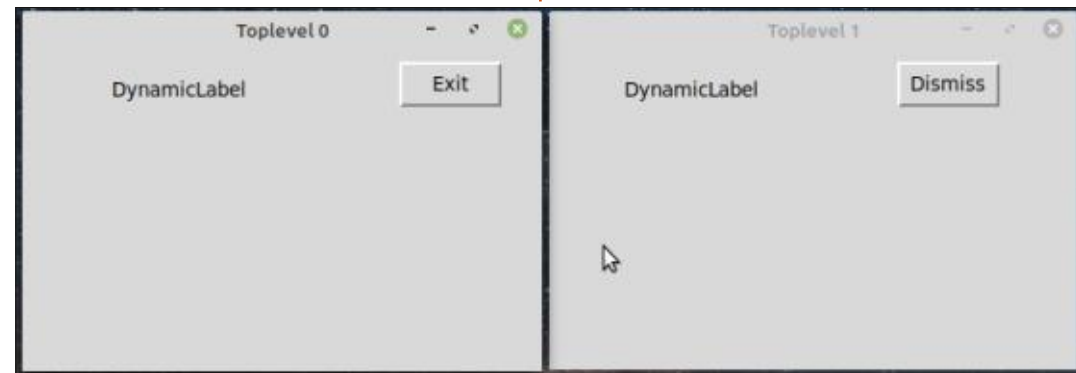 Toplevel 0
DynamicLabel
Exit
Toplevel 1
DynamicLabel
Dismiss